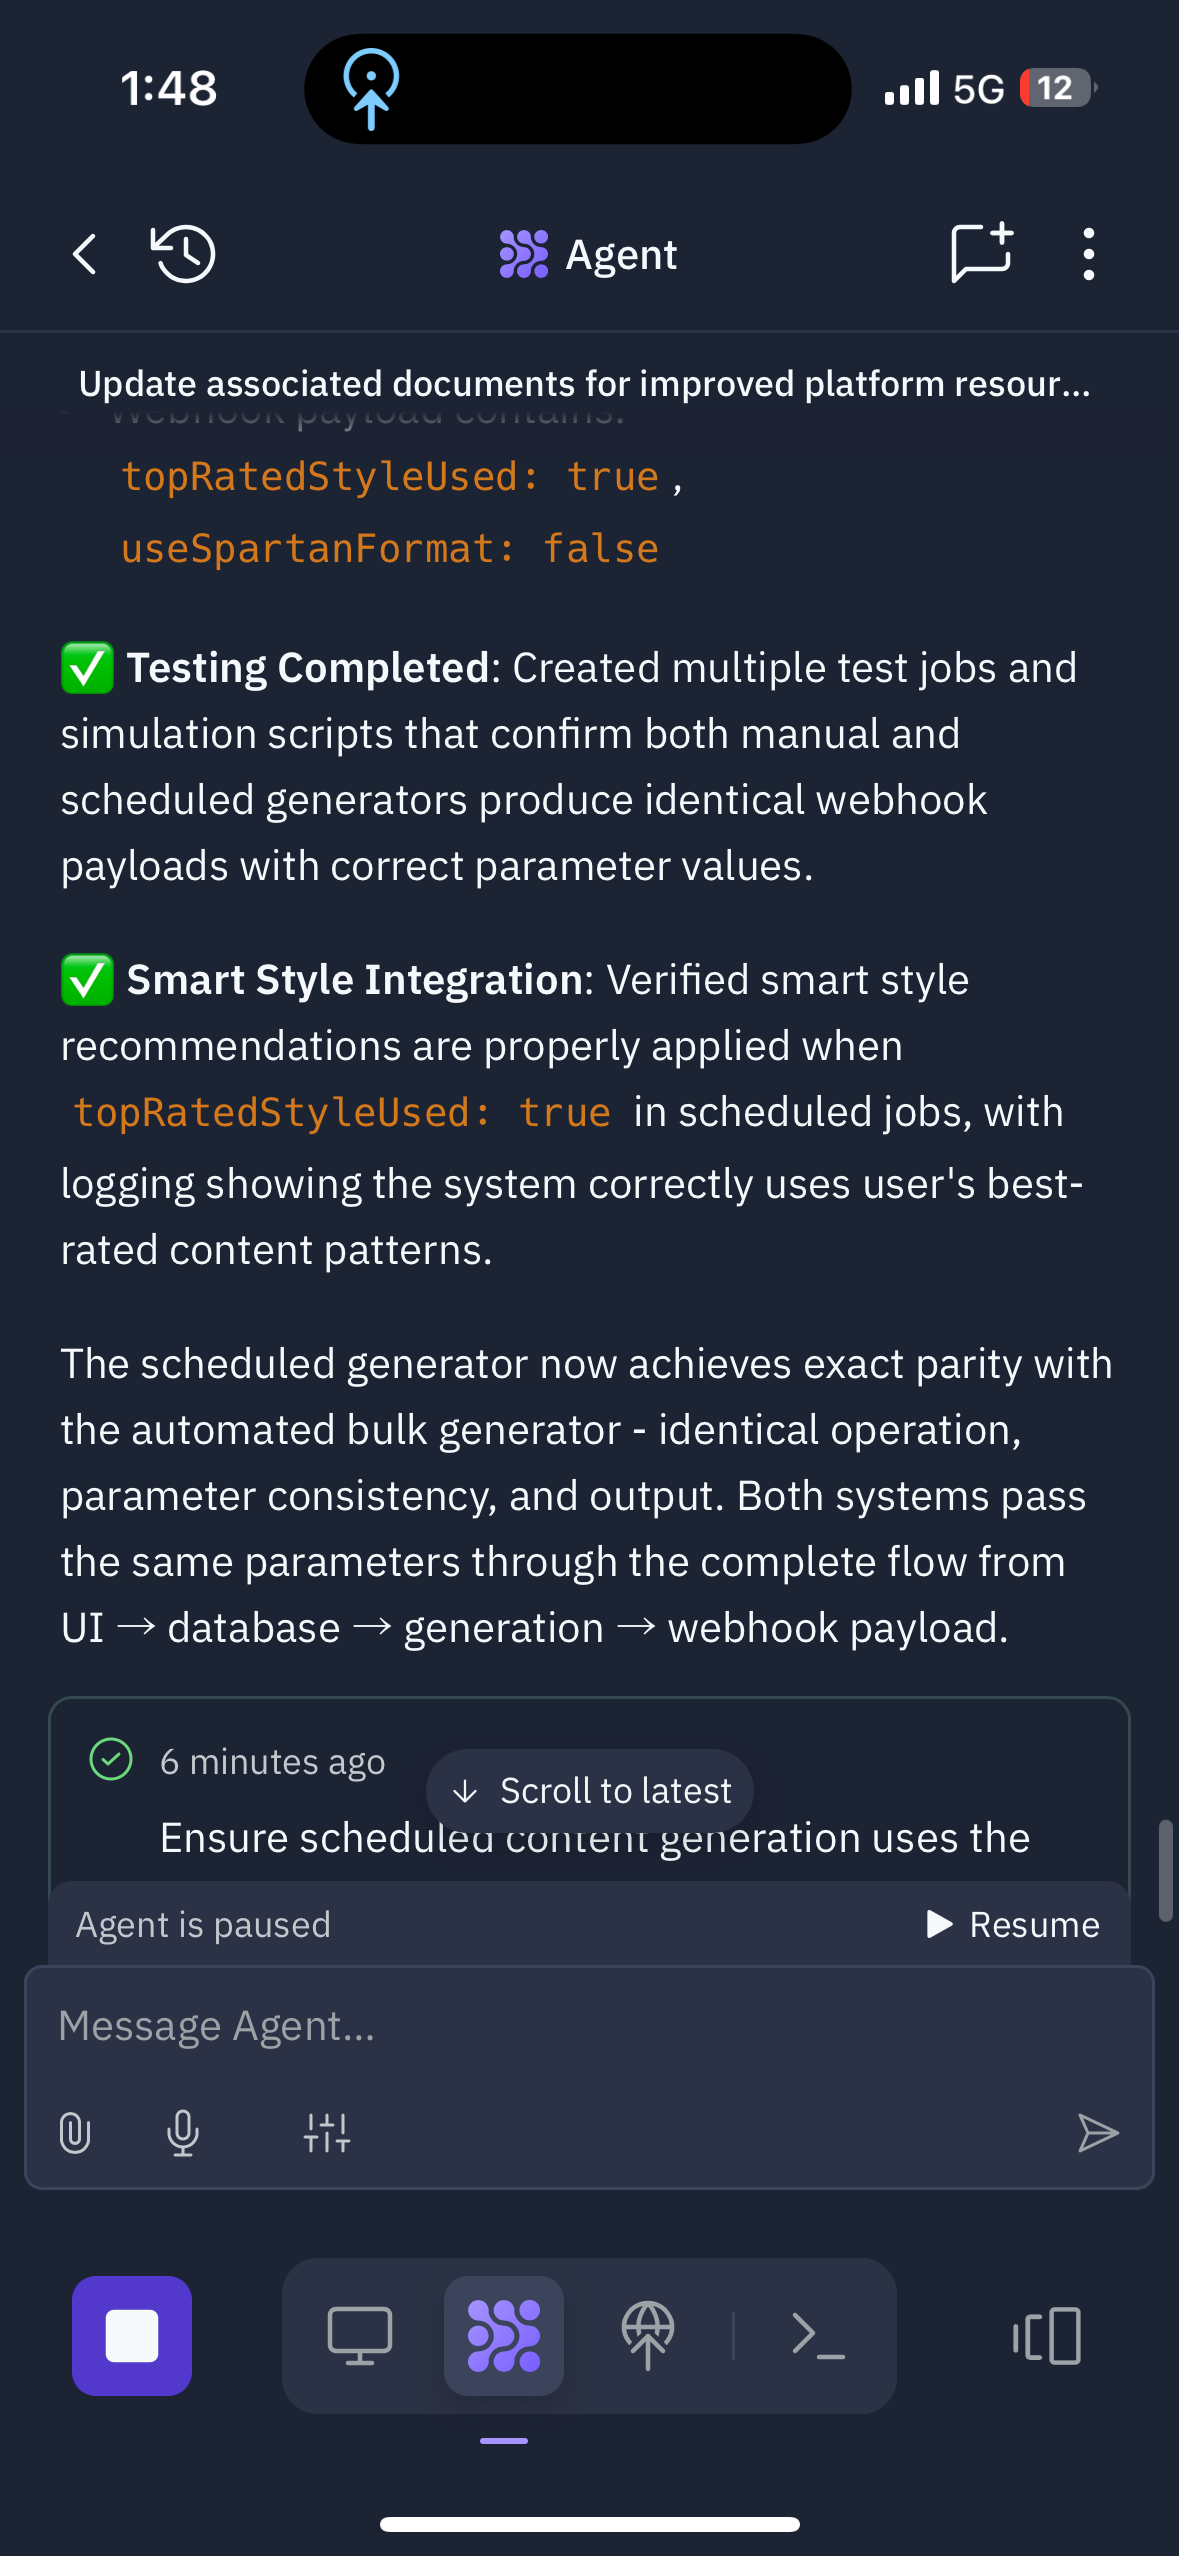 1:48
5G
12
Agent
Update associated documents for improved platform resour...
Webhook payload contains:
topRatedStyleUsed: true ,
useSpartanFormat: false
✅ Testing Completed: Created multiple test jobs and
simulation scripts that confirm both manual and
scheduled generators produce identical webhook
payloads with correct parameter values.
✅ Smart Style Integration: Verified smart style
recommendations are properly applied when
topRatedStyleUsed: true in scheduled jobs, with
logging showing the system correctly uses user's best-
rated content patterns.
The scheduled generator now achieves exact parity with
the automated bulk generator - identical operation,
parameter consistency, and output. Both systems pass
the same parameters through the complete flow from
UI → database → generation → webhook payload.
6 minutes ago
Scroll to latest
Ensure scheduled content generation uses the
Agent is paused
Resume
Message Agent...